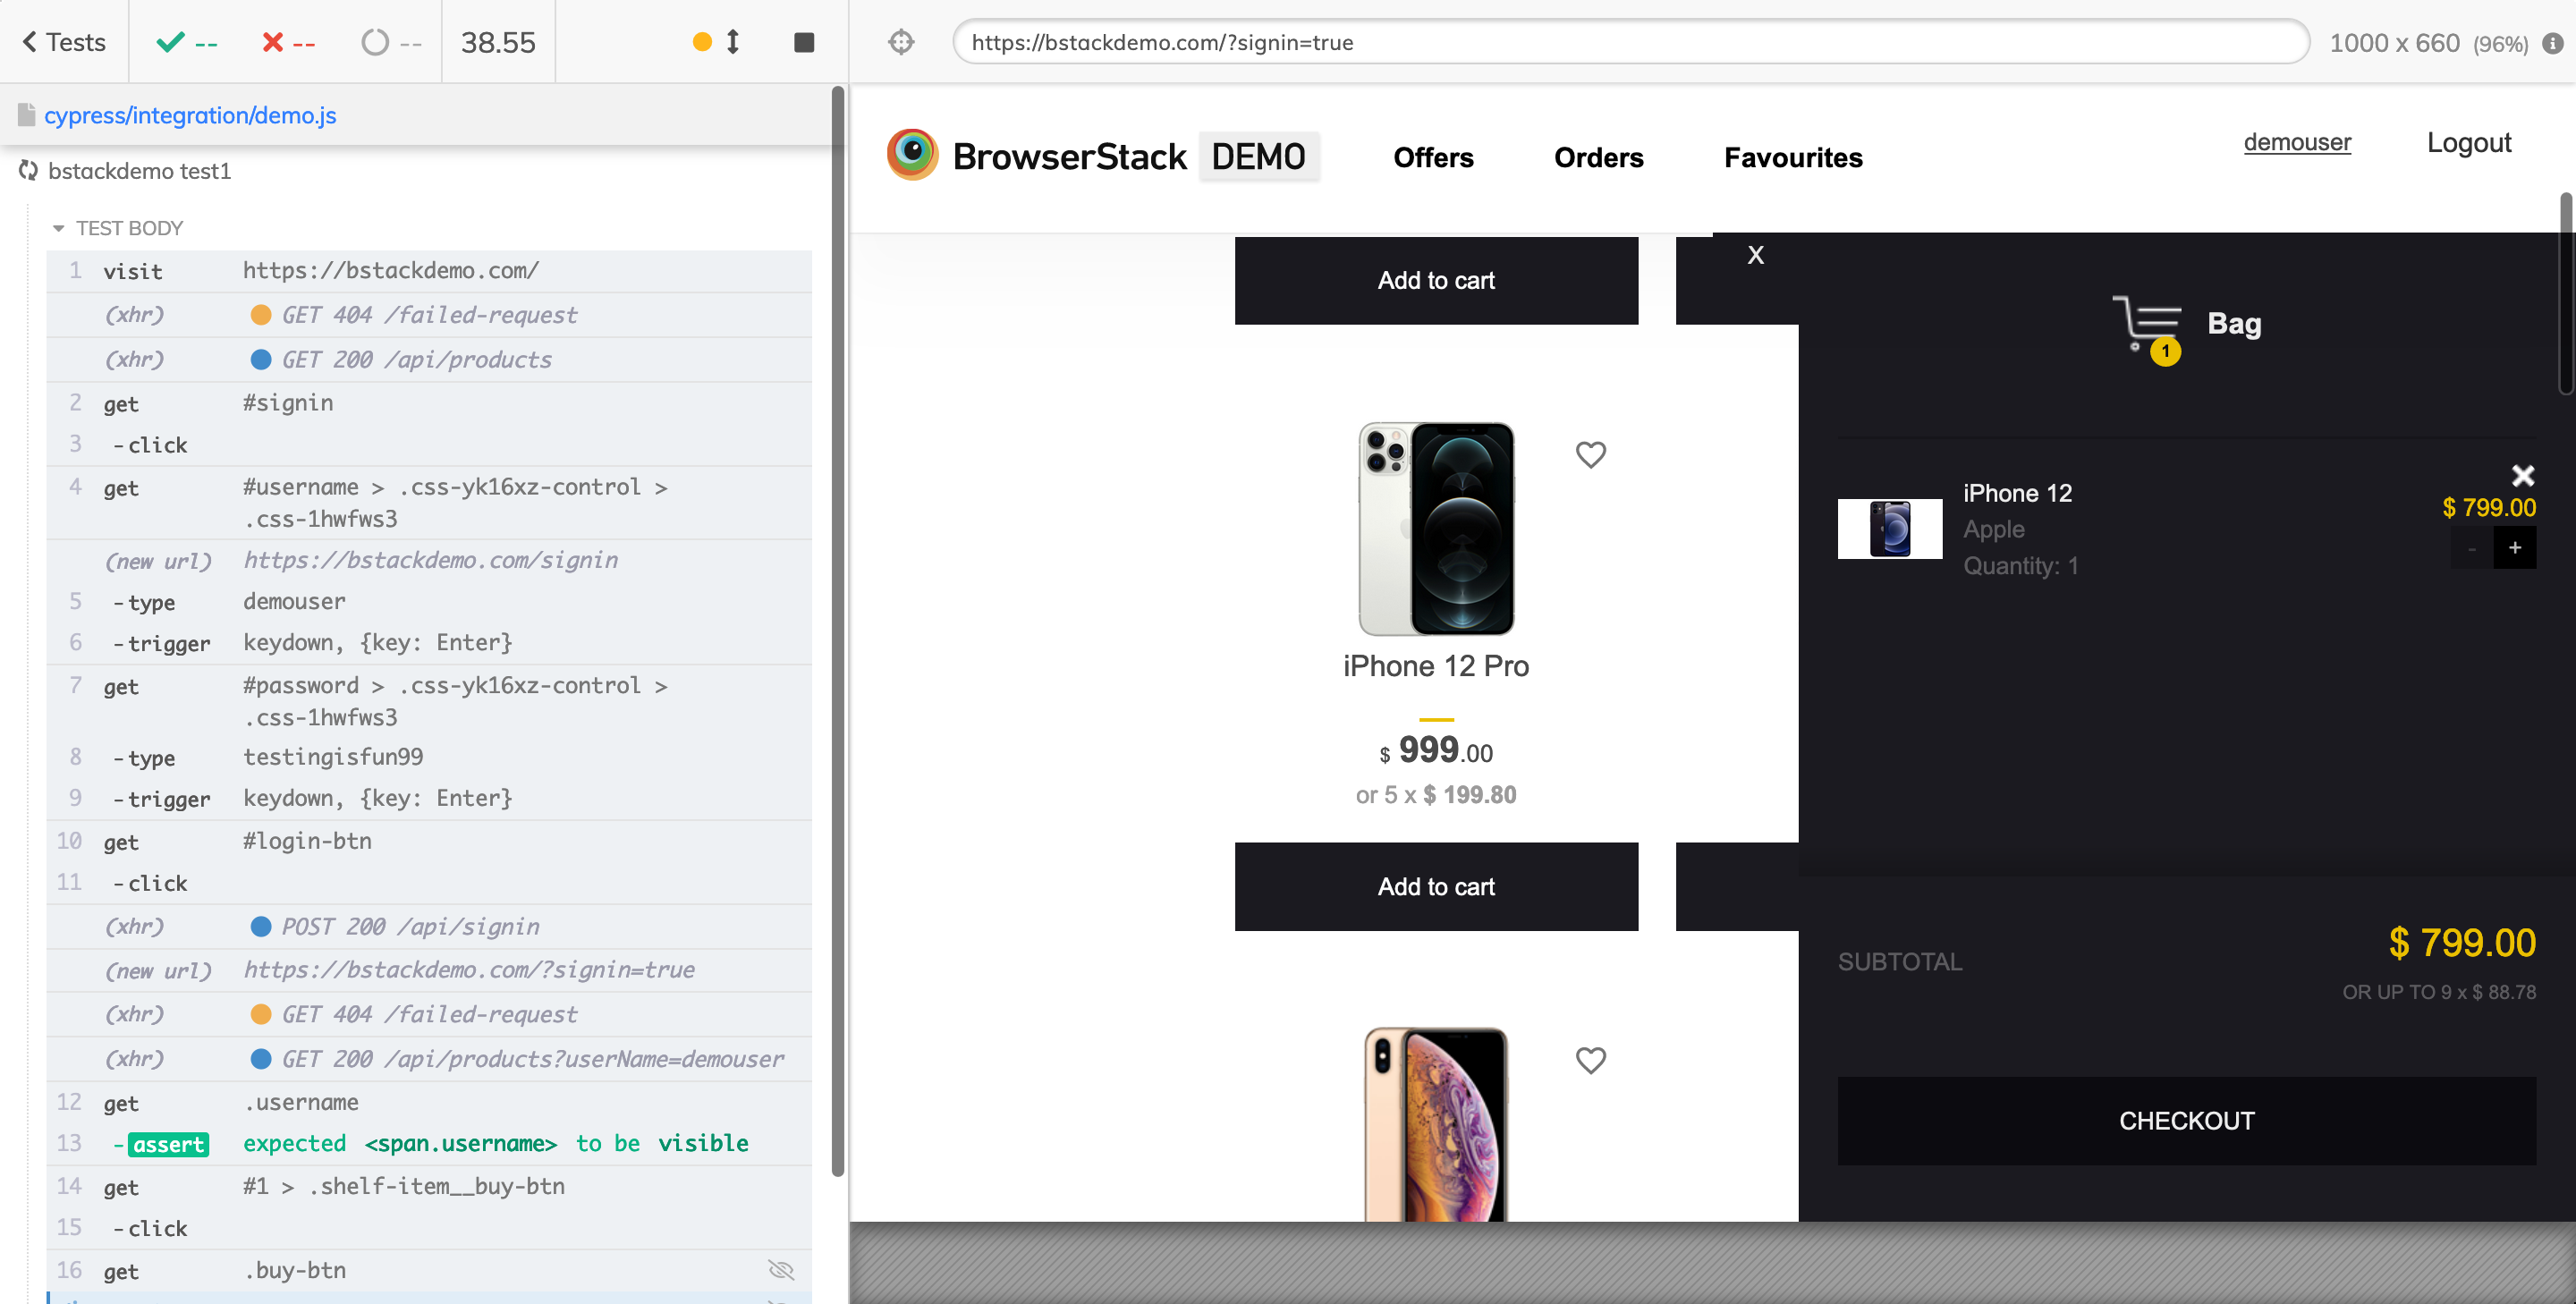 Tests
--
--
--
38.55
https://bstackdemo.com/?signin=true
1000 x 660 (96%)
cypress/integration/demo.js
bstackdemo test1
TEST BODY
1 visit https://bstackdemo.com/
(xhr) GET 404 /failed-request
(xhr) GET 200 /api/products
2 get #signin
3 -click
4 get #username > .css-yk16xz-control >
.css-1hwfws3
(new url) https://bstackdemo.com/signin
5 -type demouser
6 -trigger keydown, {key: Enter}
7 get #password > .css-yk16xz-control >
.css-1hwfws3
8 -type testingisfun99
9 -trigger keydown, {key: Enter}
10 get #login-btn
11 -click
(xhr) POST 200 /api/signin
(new url) https://bstackdemo.com/?signin=true
(xhr) GET 404 /failed-request
(xhr) GET 200 /api/products?userName=demouser
12 get .username
13 -assert expected <span.username> to be visible
14 get #1 > .shelf-item__buy-btn
15 -click
16 get .buy-btn
BrowserStack DEMO
Offers
Orders
Favourites
demouser
Logout
Add to cart
iPhone 12 Pro
$ 999.00
or 5 x $ 199.80
Add to cart
X
1
Bag
iPhone 12
Apple
Quantity: 1
$ 799.00
- +
SUBTOTAL
$ 799.00
OR UP TO 9 x $ 88.78
CHECKOUT